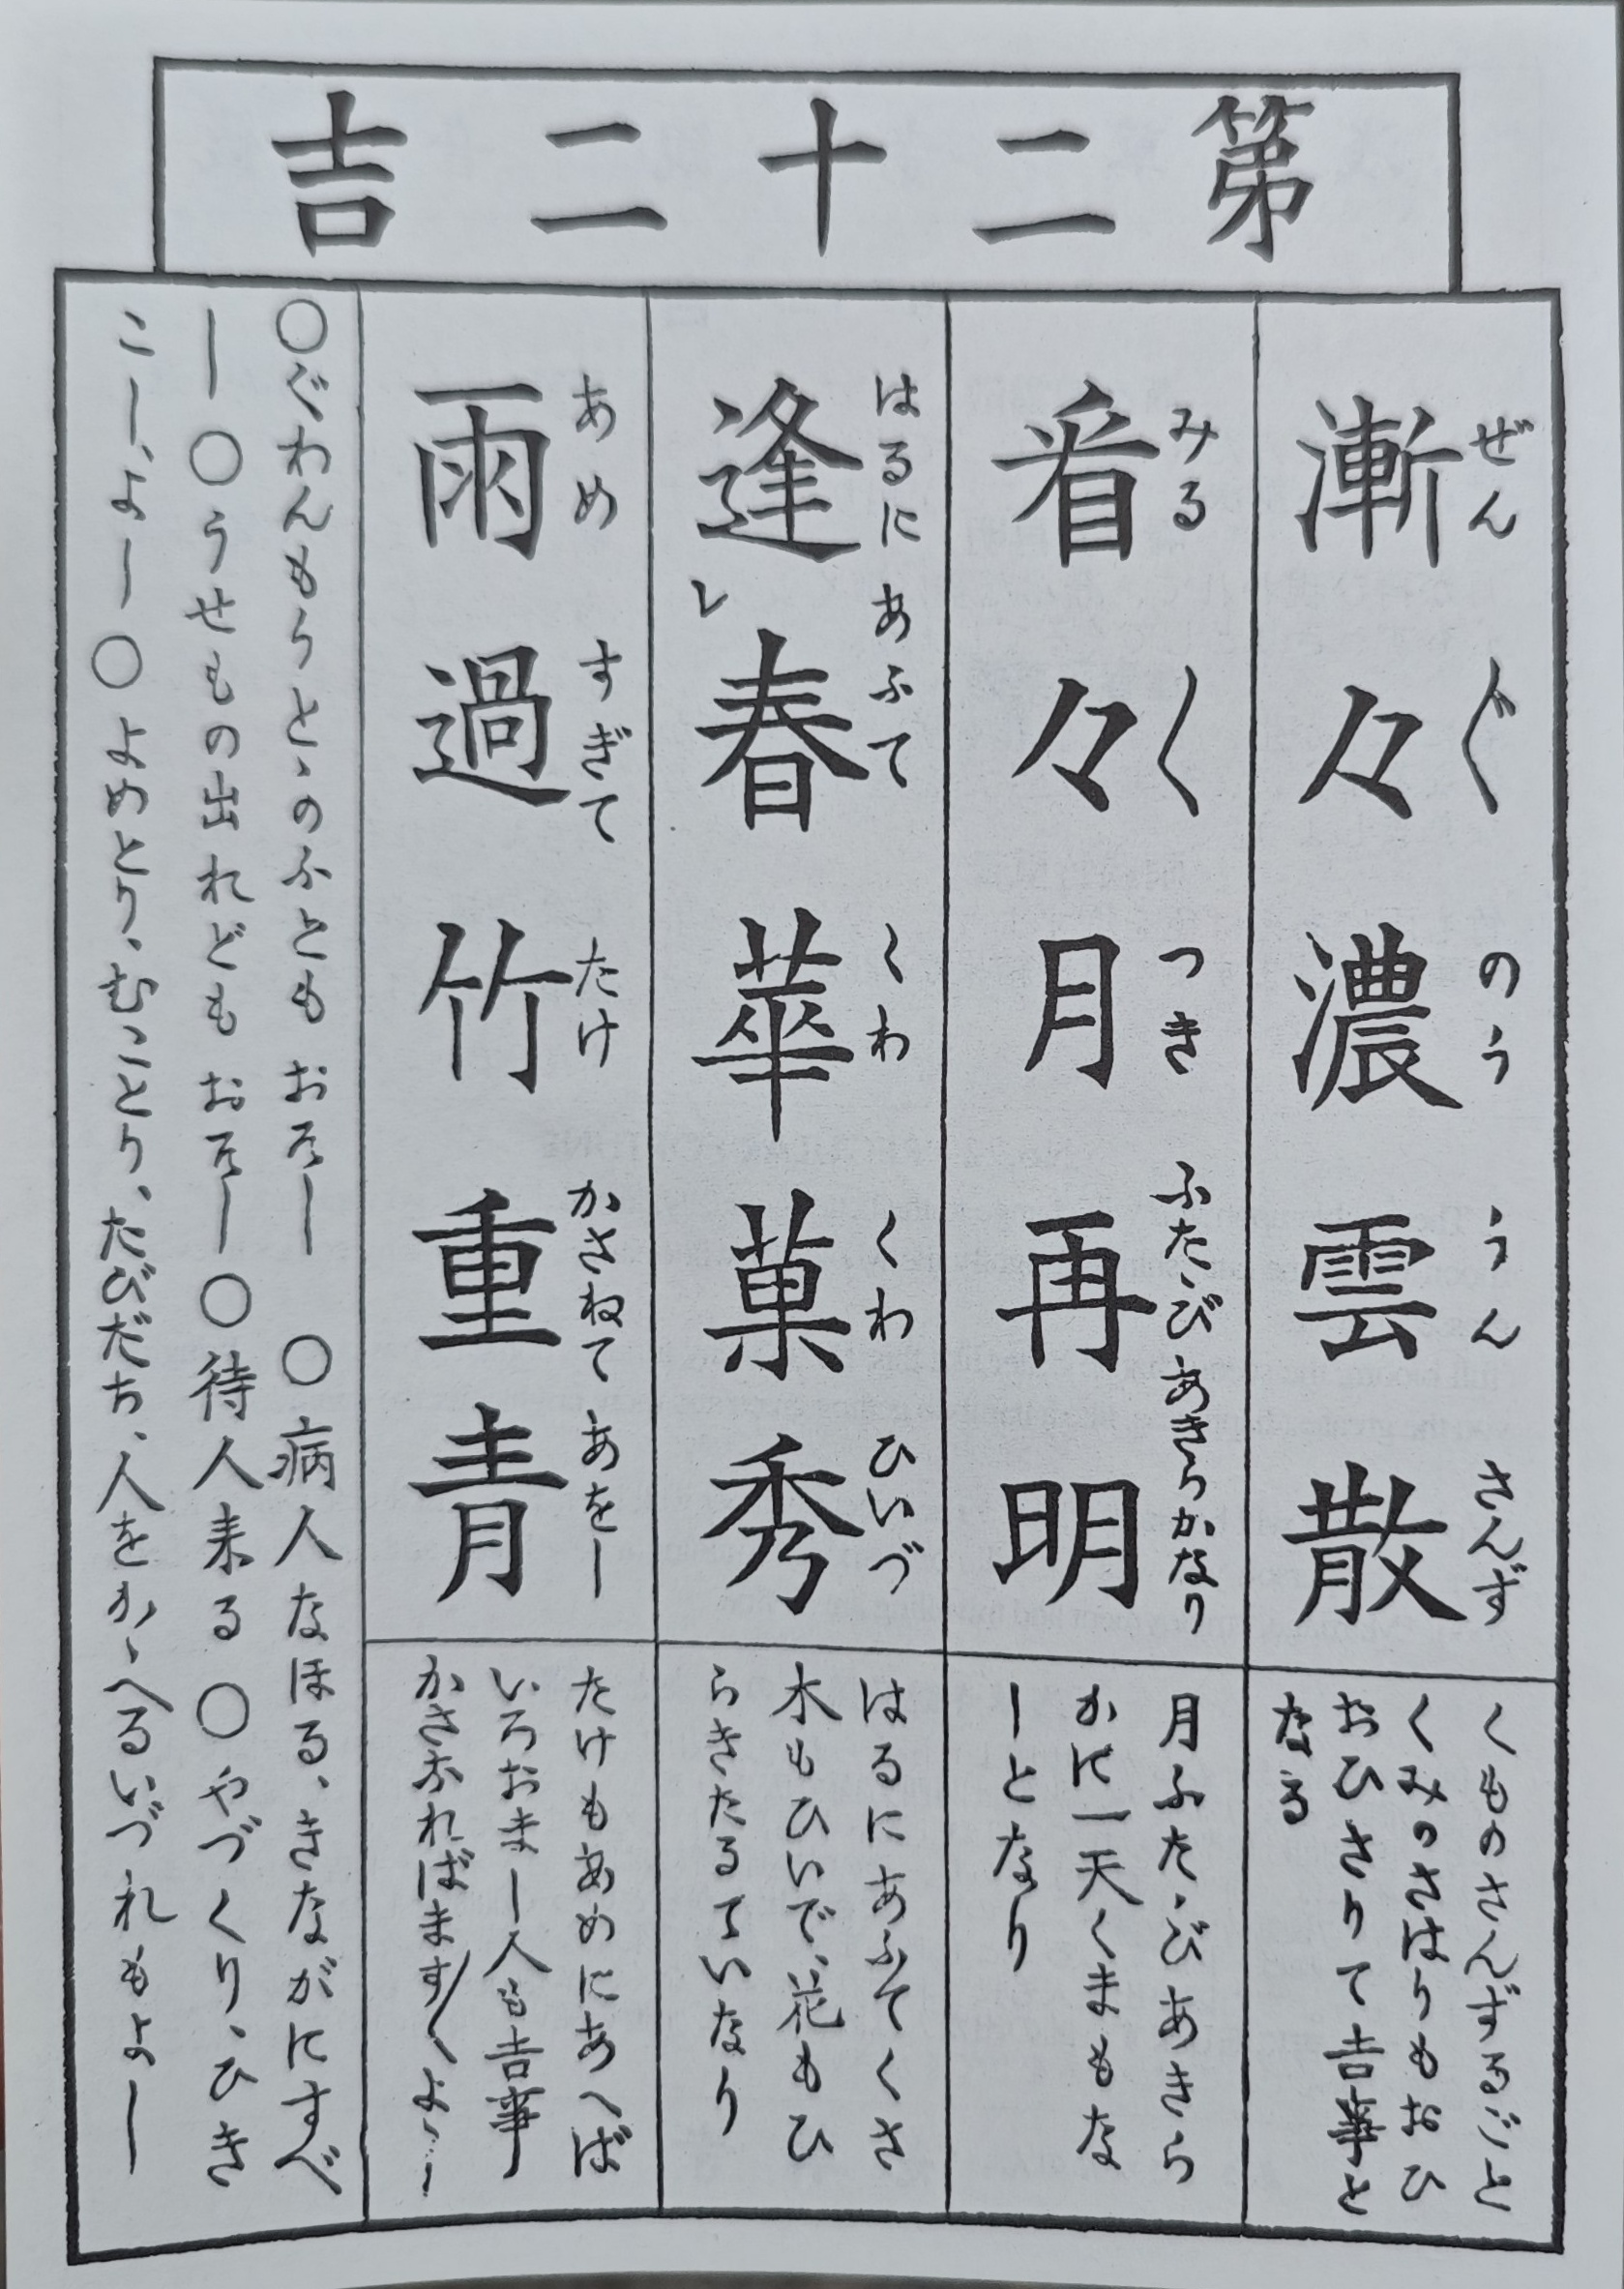 第二十二吉
漸々濃雲散
ぜん〲のううんさんず
くものさんずるごと
くみのさはりもおひ
おひさりて吉事と
なる
看々月再明
みる〱つきふたゝびあきらかなり
月ふたゝびあきら
かに一天くまもな
しとなり
逢レ春華菓秀
はるにあふてくわくわひいづ
はるにあふてくさ
木もひいで、花もひ
らきたるていなり
雨過竹重青
あめすぎてたけかさねてあをし
たけもあめにあへば
いろおまし人も吉事
かさふればます〱よ
○ぐわんもうとゝのふともおそし ○病人なほる、さながにすべ
し○うせもの出れどもおそし○待人来る○やづくり、ひき
こし、よし○よめとり、むことり、たびだち、人をかゝへるいづれもよし